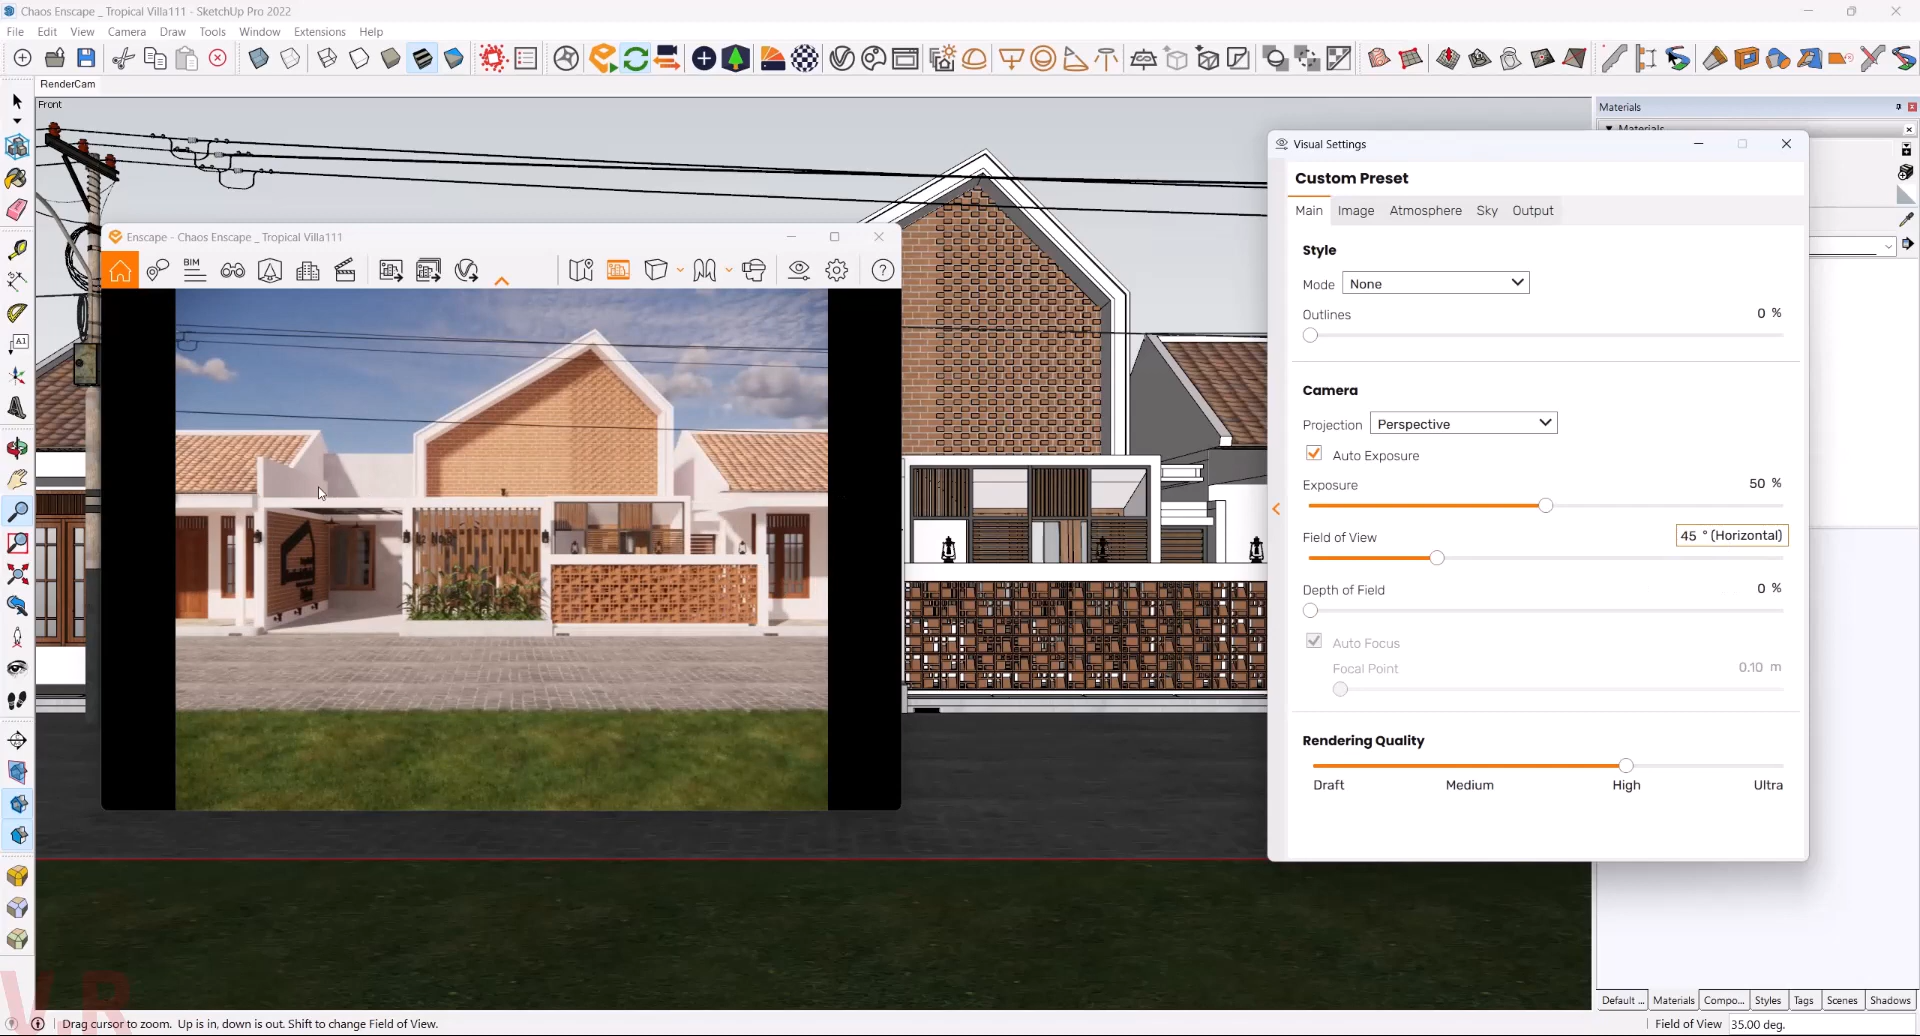 Chaos Enscape _ Tropical Villa111 - SketchUp Pro 2022
File Edit View Camera Draw Tools Window Extensions Help
RenderCam
Front
Materials
Materials
Visual Settings
Custom Preset
Main Image Atmosphere Sky Output
Style
Mode None
Outlines 0 %
Camera
Projection Perspective
Auto Exposure
Exposure 50 %
Field of View 45 ° (Horizontal)
Depth of Field 0 %
Auto Focus
Focal Point 0.10 m
Rendering Quality
Draft Medium High Ultra
Enscape - Chaos Enscape _ Tropical Villa111
BIM
A1
V.R
Default ... Materials Compo... Styles Tags Scenes Shadows
Drag cursor to zoom. Up is in, down is out. Shift to change Field of View.
Field of View 35.00 deg.